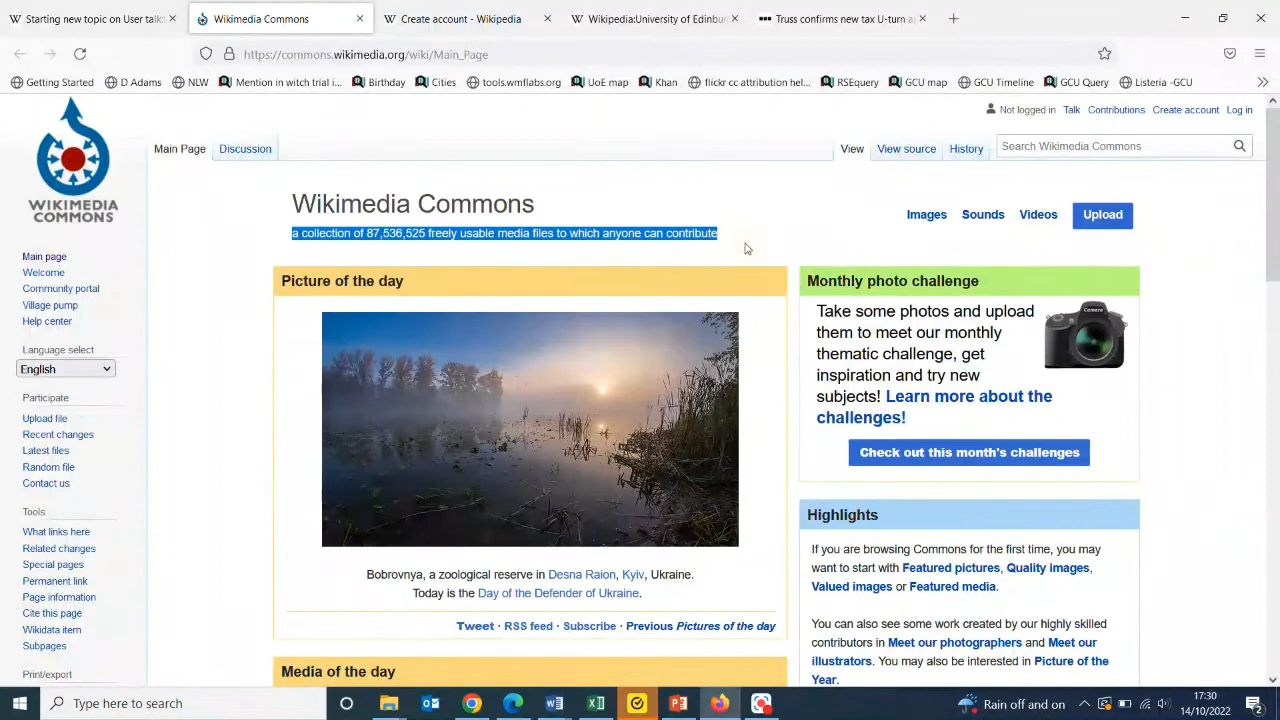 Starting new topic on User talk:
Wikimedia Commons
Create account - Wikipedia
Wikipedia:University of Edinbur
Truss confirms new tax U-turn a
https://commons.wikimedia.org/wiki/Main_Page
Getting Started
D Adams
NLW
Mention in witch trial i...
Birthday
Cities
tools.wmflabs.org
UoE map
Khan
flickr cc attribution hel...
RSEquery
GCU map
GCU Timeline
GCU Query
Listeria -GCU
Not logged in Talk Contributions Create account Log in
Main Page Discussion
View View source History
Search Wikimedia Commons
WIKIMEDIA
COMMONS
Main page
Welcome
Community portal
Village pump
Help center
Language select
English
Participate
Upload file
Recent changes
Latest files
Random file
Contact us
Tools
What links here
Related changes
Special pages
Permanent link
Page information
Cite this page
Wikidata item
Subpages
Print/export
Wikimedia Commons
a collection of 87,536,525 freely usable media files to which anyone can contribute
Images Sounds Videos Upload
Picture of the day
Bobrovnya, a zoological reserve in Desna Raion, Kyiv, Ukraine.
Today is the Day of the Defender of Ukraine.
Tweet · RSS feed · Subscribe · Previous Pictures of the day
Media of the day
Monthly photo challenge
Take some photos and upload
them to meet our monthly
thematic challenge, get
inspiration and try new
subjects! Learn more about the
challenges!
Camera
Check out this month's challenges
Highlights
If you are browsing Commons for the first time, you may
want to start with Featured pictures, Quality images,
Valued images or Featured media.
You can also see some work created by our highly skilled
contributors in Meet our photographers and Meet our
illustrators. You may also be interested in Picture of the
Year.
Type here to search
Rain off and on
17:30
14/10/2022
2